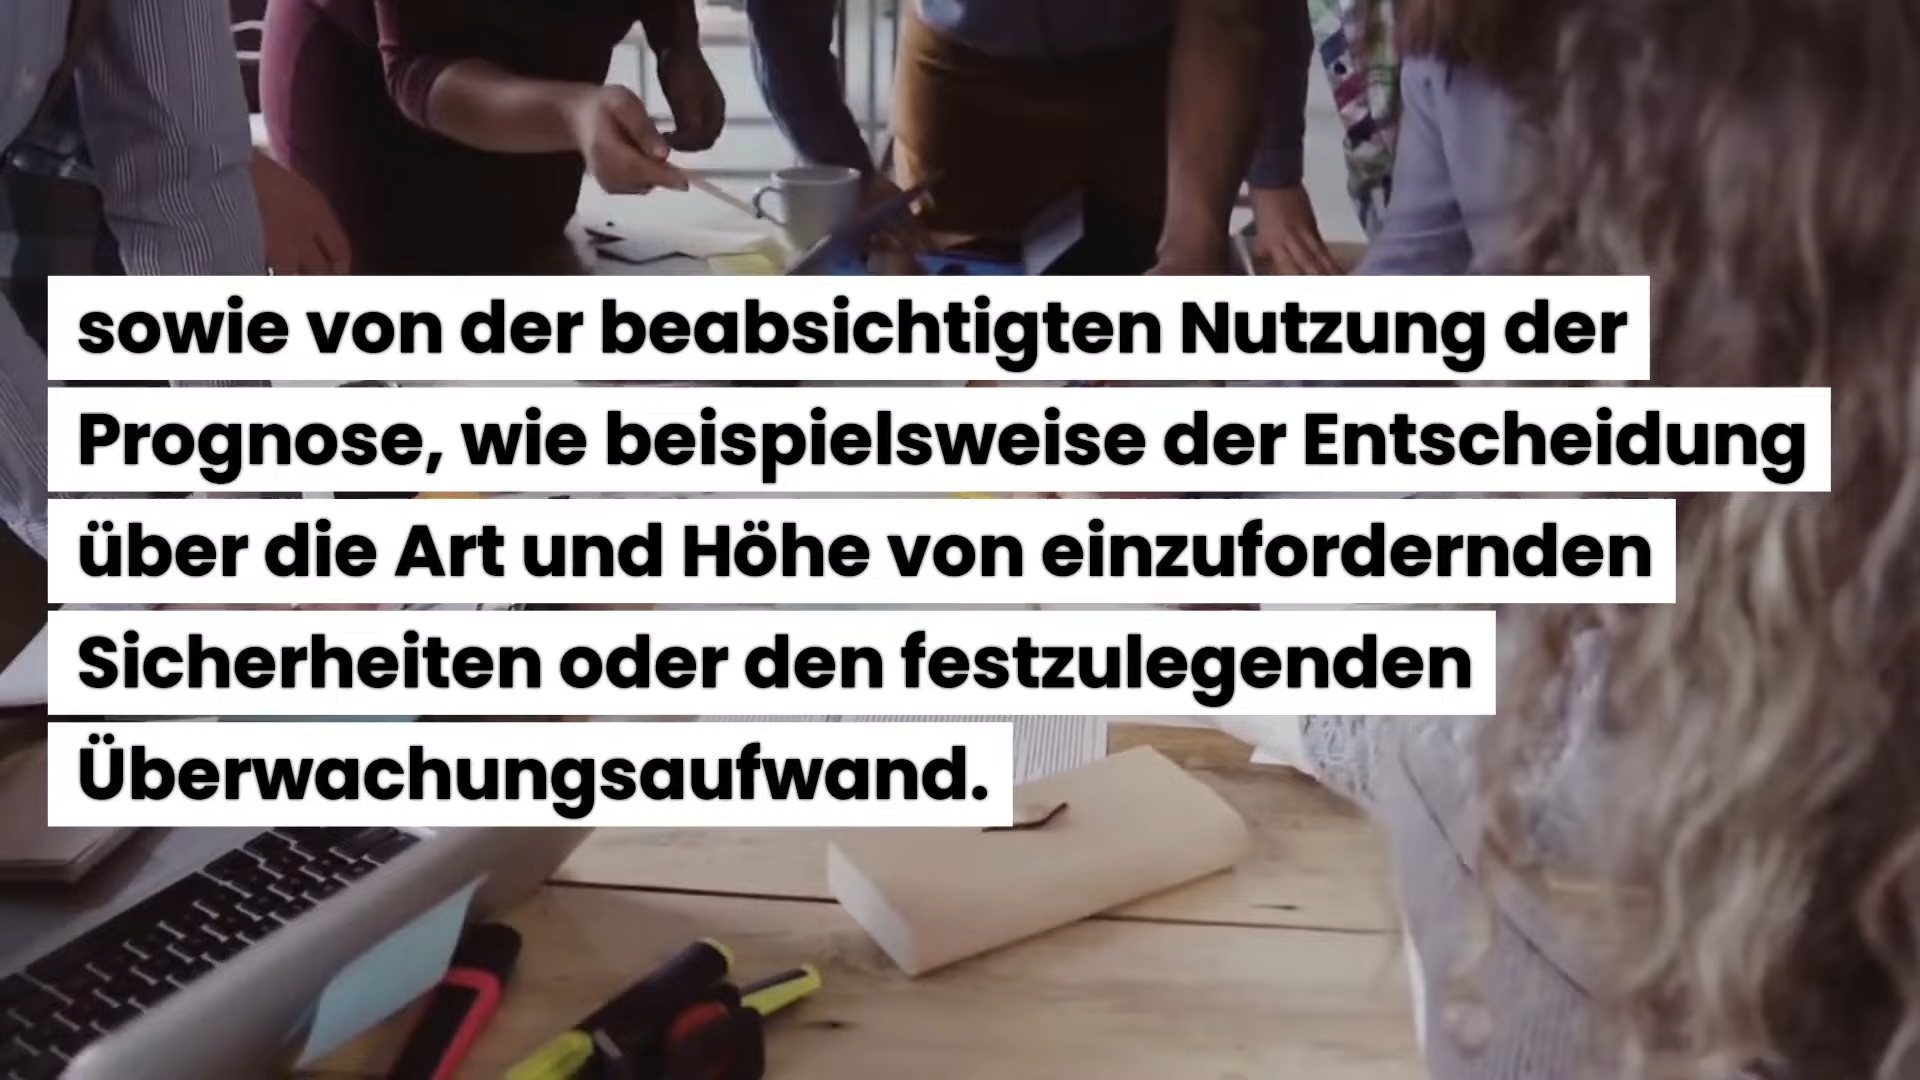 sowie von der beabsichtigten Nutzung der
Prognose, wie beispielsweise der Entscheidung
über die Art und Höhe von einzufordernden
Sicherheiten oder den festzulegenden
Überwachungsaufwand.